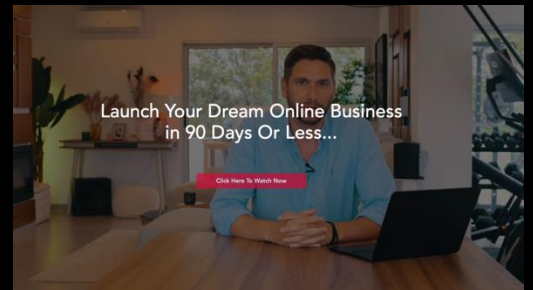 Launch Your Dream Online Business
in 90 Days Or Less...
Click Here To Watch Now